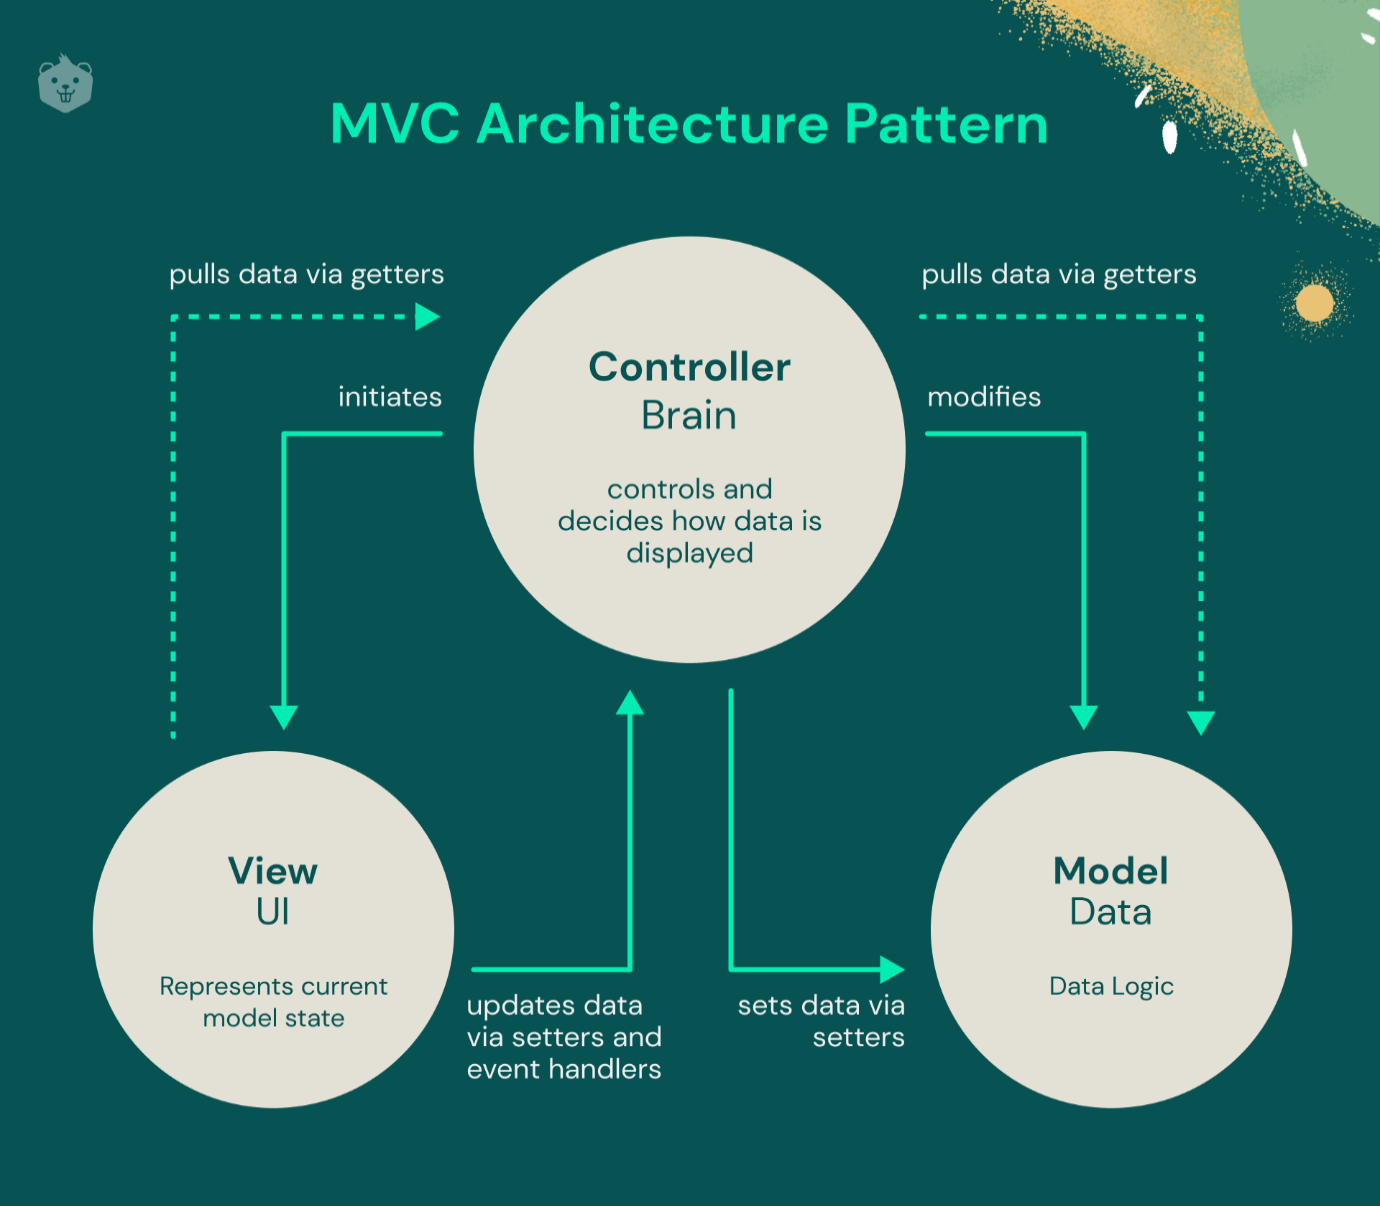 MVC Architecture Pattern
pulls data via getters
pulls data via getters
initiates
modifies
Controller
Brain
controls and
decides how data is
displayed
View
UI
Represents current
model state
updates data
via setters and
event handlers
sets data via
setters
Model
Data
Data Logic